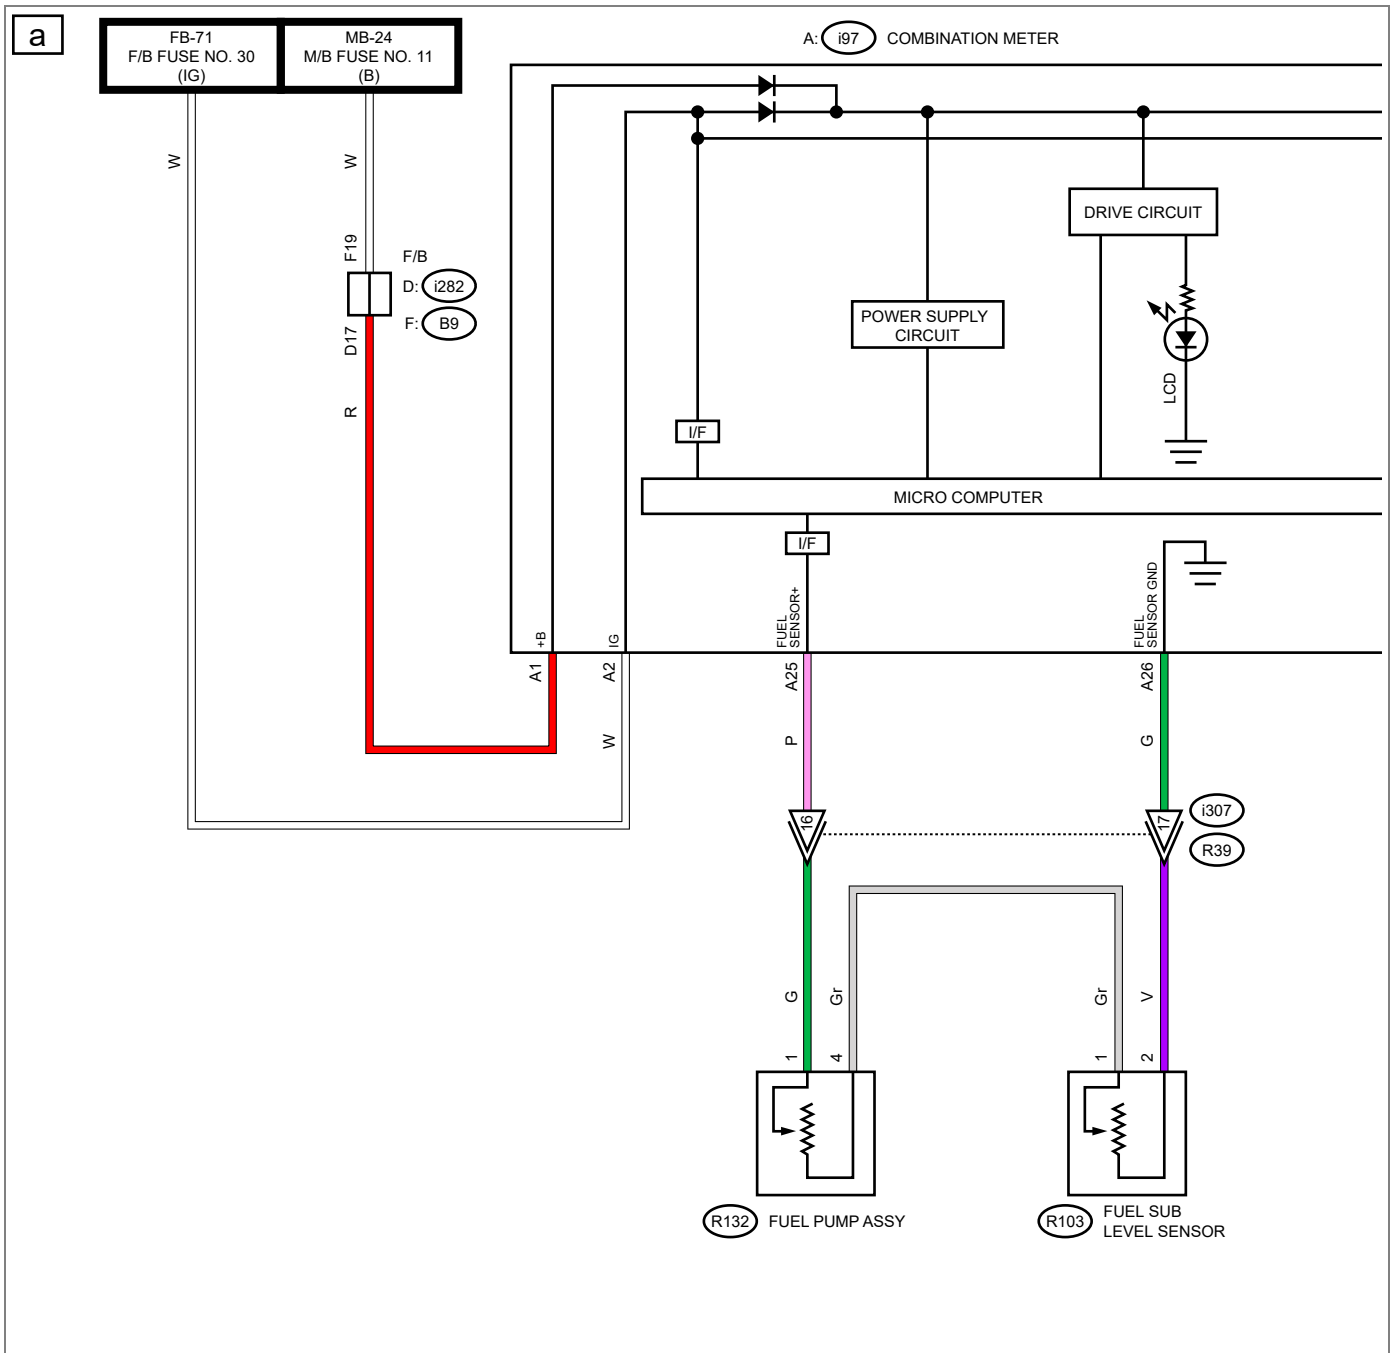 a
FB-71
F/B FUSE NO. 30
(IG)
MB-24
M/B FUSE NO. 11
(B)
A: i97 COMBINATION METER
W
W
F19
F/B
D: i282
F: B9
D17
R
DRIVE CIRCUIT
POWER SUPPLY
CIRCUIT
LCD
I/F
MICRO COMPUTER
I/F
+B
IG
FUEL
SENSOR+
FUEL
SENSOR GND
A1
A2
A25
A26
W
P
G
16
17
i307
R39
G
Gr
Gr
V
1
4
1
2
R132 FUEL PUMP ASSY
R103 FUEL SUB
LEVEL SENSOR